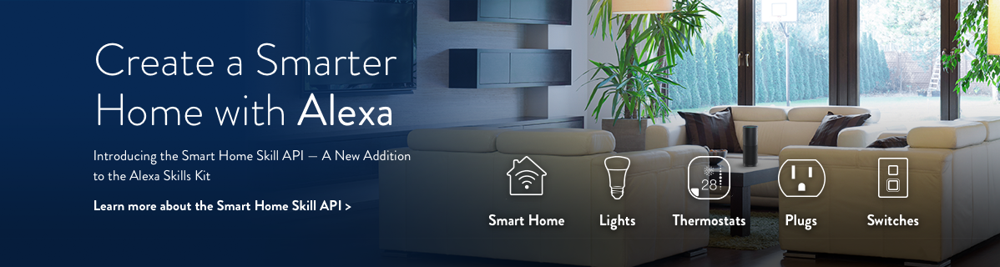 Create a Smarter
Home with Alexa
Introducing the Smart Home Skill API — A New Addition
to the Alexa Skills Kit
Learn more about the Smart Home Skill API >
28
Smart Home Lights Thermostats Plugs Switches